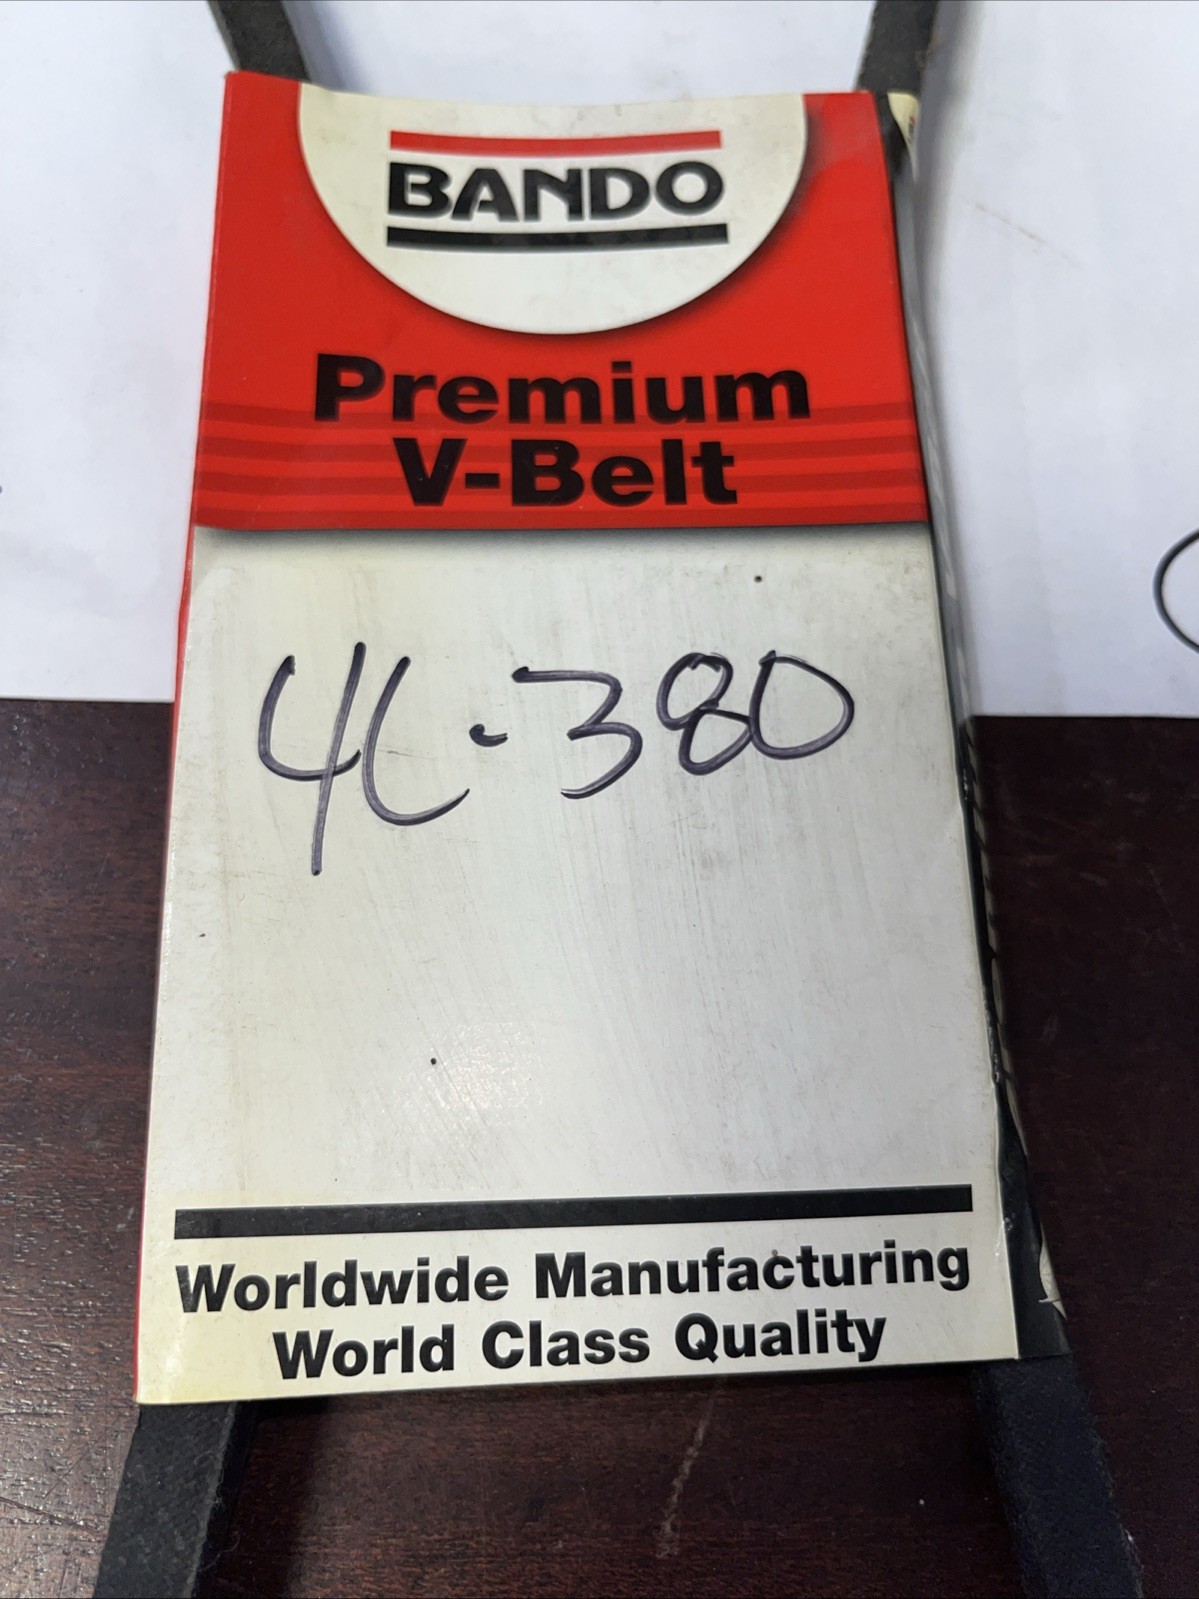 BANDO
Premium
V-Belt
4L-380
Worldwide Manufacturing
World Class Quality